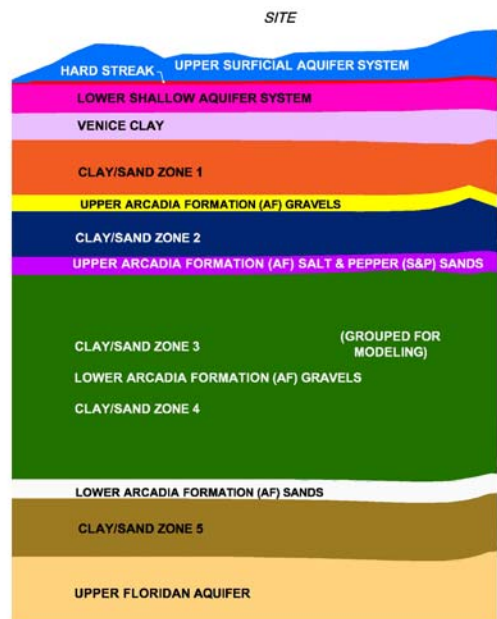 SITE
HARD STREAK
UPPER SURFICIAL AQUIFER SYSTEM
LOWER SHALLOW AQUIFER SYSTEM
VENICE CLAY
CLAY/SAND ZONE 1
UPPER ARCADIA FORMATION (AF) GRAVELS
CLAY/SAND ZONE 2
UPPER ARCADIA FORMATION (AF) SALT & PEPPER (S&P) SANDS
CLAY/SAND ZONE 3
(GROUPED FOR
MODELING)
LOWER ARCADIA FORMATION (AF) GRAVELS
CLAY/SAND ZONE 4
LOWER ARCADIA FORMATION (AF) SANDS
CLAY/SAND ZONE 5
UPPER FLORIDAN AQUIFER